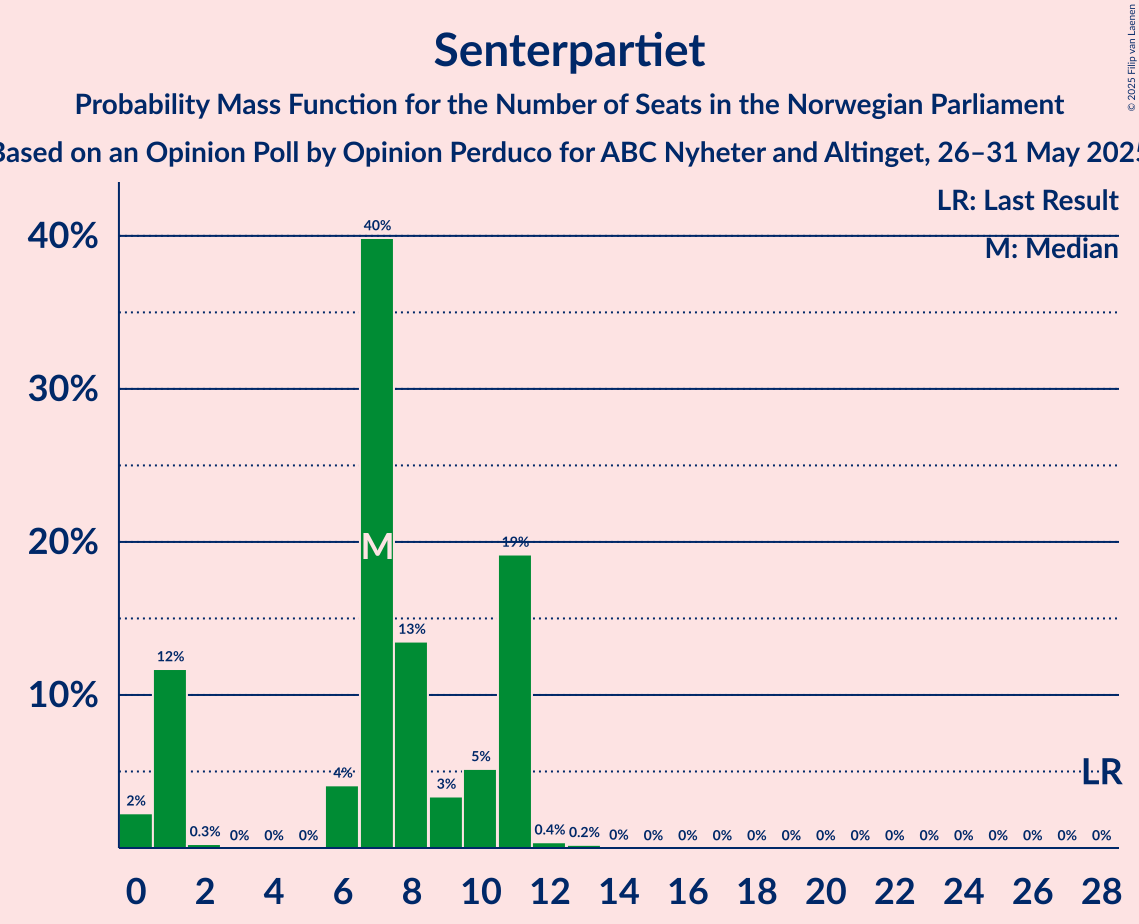 © 2025 Filip van Laenen
Senterpartiet
Probability Mass Function for the Number of Seats in the Norwegian Parliament
Based on an Opinion Poll by Opinion Perduco for ABC Nyheter and Altinget, 26–31 May 2025
LR: Last Result
M: Median
40%
30%
20%
10%
2% 12% 0.3% 0% 0% 0% 4% 40% 13% 3% 5% 19% 0.4% 0.2% 0% 0% 0% 0% 0% 0% 0% 0% 0% 0% 0% 0% 0% 0% 0%
M
LR
0 2 4 6 8 10 12 14 16 18 20 22 24 26 28